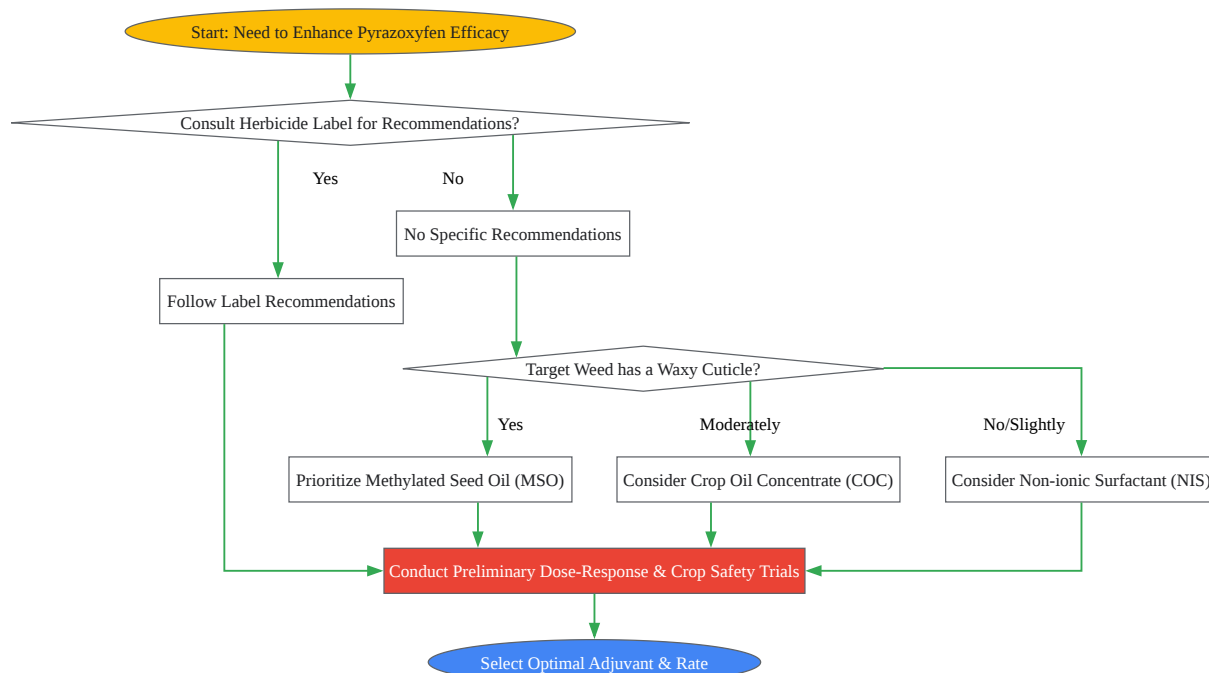 Start: Need to Enhance Pyrazoxyfen Efficacy
Consult Herbicide Label for Recommendations?
Yes
No
No Specific Recommendations
Follow Label Recommendations
Target Weed has a Waxy Cuticle?
Yes
Moderately
No/Slightly
Prioritize Methylated Seed Oil (MSO)
Consider Crop Oil Concentrate (COC)
Consider Non-ionic Surfactant (NIS)
Conduct Preliminary Dose-Response & Crop Safety Trials
Select Optimal Adjuvant & Rate